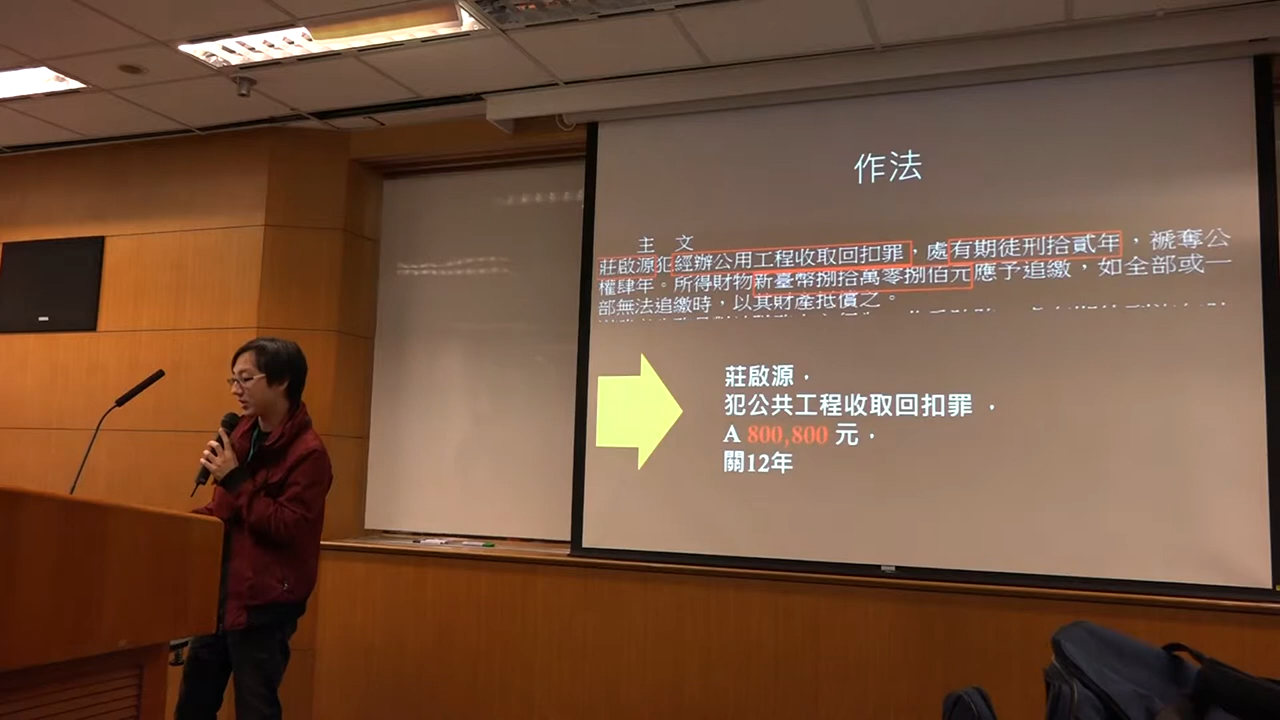 作法
主 文
莊啟源犯經辦公用工程收取回扣罪，處有期徒刑拾貳年，褫奪公
權肆年。所得財物新臺幣捌拾萬零捌佰元應予追繳，如全部或一
部無法追繳時，以其財產抵償之。
莊啟源，
犯公共工程收取回扣罪，
A 800,800 元，
關12年